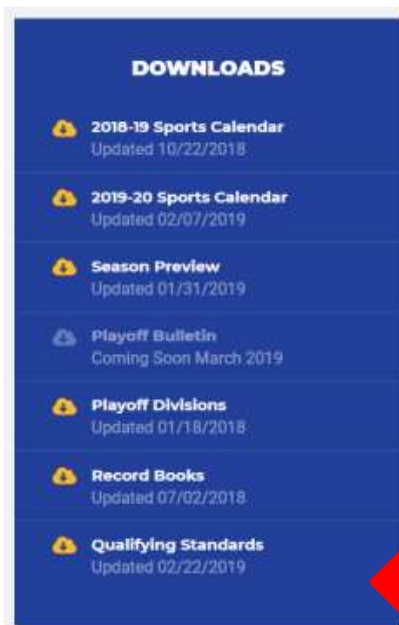 DOWNLOADS
2018-19 Sports Calendar
Updated 10/22/2018
2019-20 Sports Calendar
Updated 02/07/2019
Season Preview
Updated 01/31/2019
Playoff Bulletin
Coming Soon March 2019
Playoff Divisions
Updated 01/18/2018
Record Books
Updated 07/02/2018
Qualifying Standards
Updated 02/22/2019